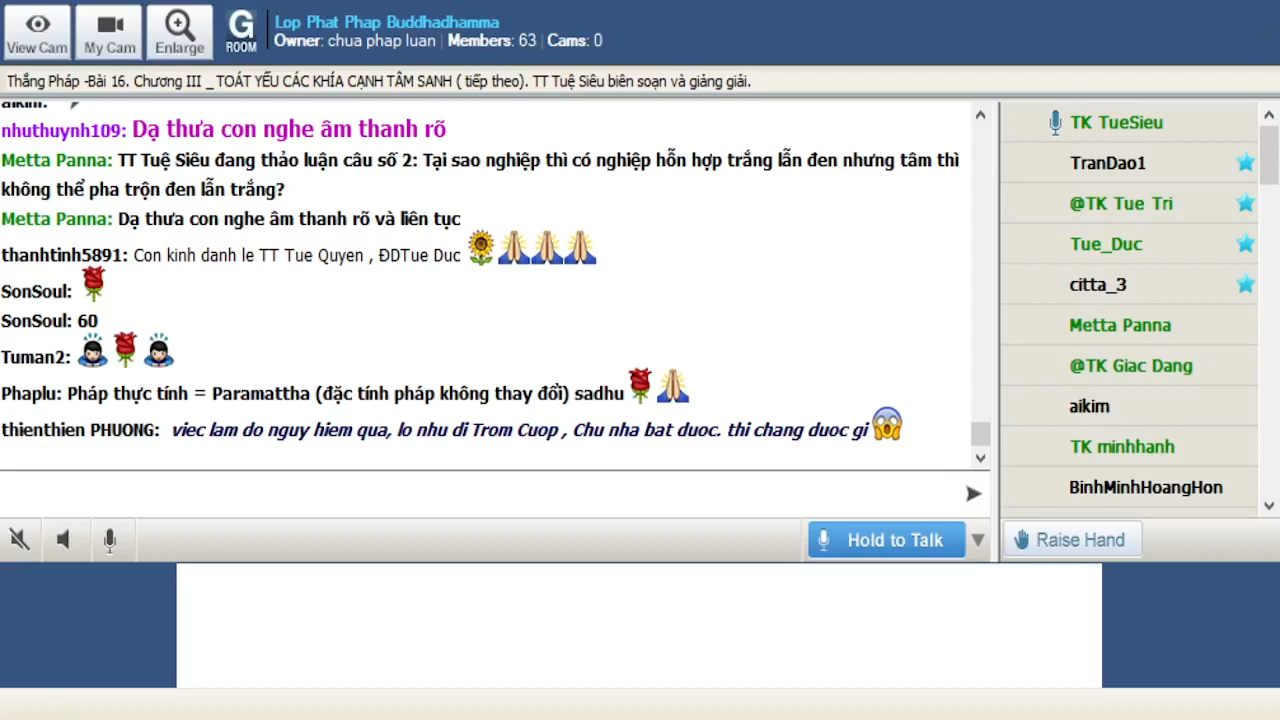 View Cam
My Cam
Enlarge
G
ROOM
Lop Phat Phap Buddhadhamma
Owner: chua phap luan | Members: 63 | Cams: 0
Thắng Pháp -Bài 16. Chương III _ TOÁT YẾU CÁC KHÍA CẠNH TÂM SANH ( tiếp theo). TT Tuệ Siêu biên soạn và giảng giải.
aikim:
nhuthuynh109: Dạ thưa con nghe âm thanh rõ
Metta Panna: TT Tuệ Siêu đang thảo luận câu số 2: Tại sao nghiệp thì có nghiệp hỗn hợp trắng lẫn đen nhưng tâm thì
không thể pha trộn đen lẫn trắng?
Metta Panna: Dạ thưa con nghe âm thanh rõ và liên tục
thanhtinh5891: Con kinh danh le TT Tue Quyen , ĐDTue Duc
SonSoul:
SonSoul: 60
Tuman2:
Phaplu: Pháp thực tính = Paramattha (đặc tính pháp không thay đổi) sadhu
thienthien PHUONG: viec lam do nguy hiem qua, lo nhu di Trom Cuop , Chu nha bat duoc. thi chang duoc gi
Hold to Talk
TK TueSieu
TranDao1
@TK Tue Tri
Tue_Duc
citta_3
Metta Panna
@TK Giac Dang
aikim
TK minhhanh
BinhMinhHoangHon
Raise Hand